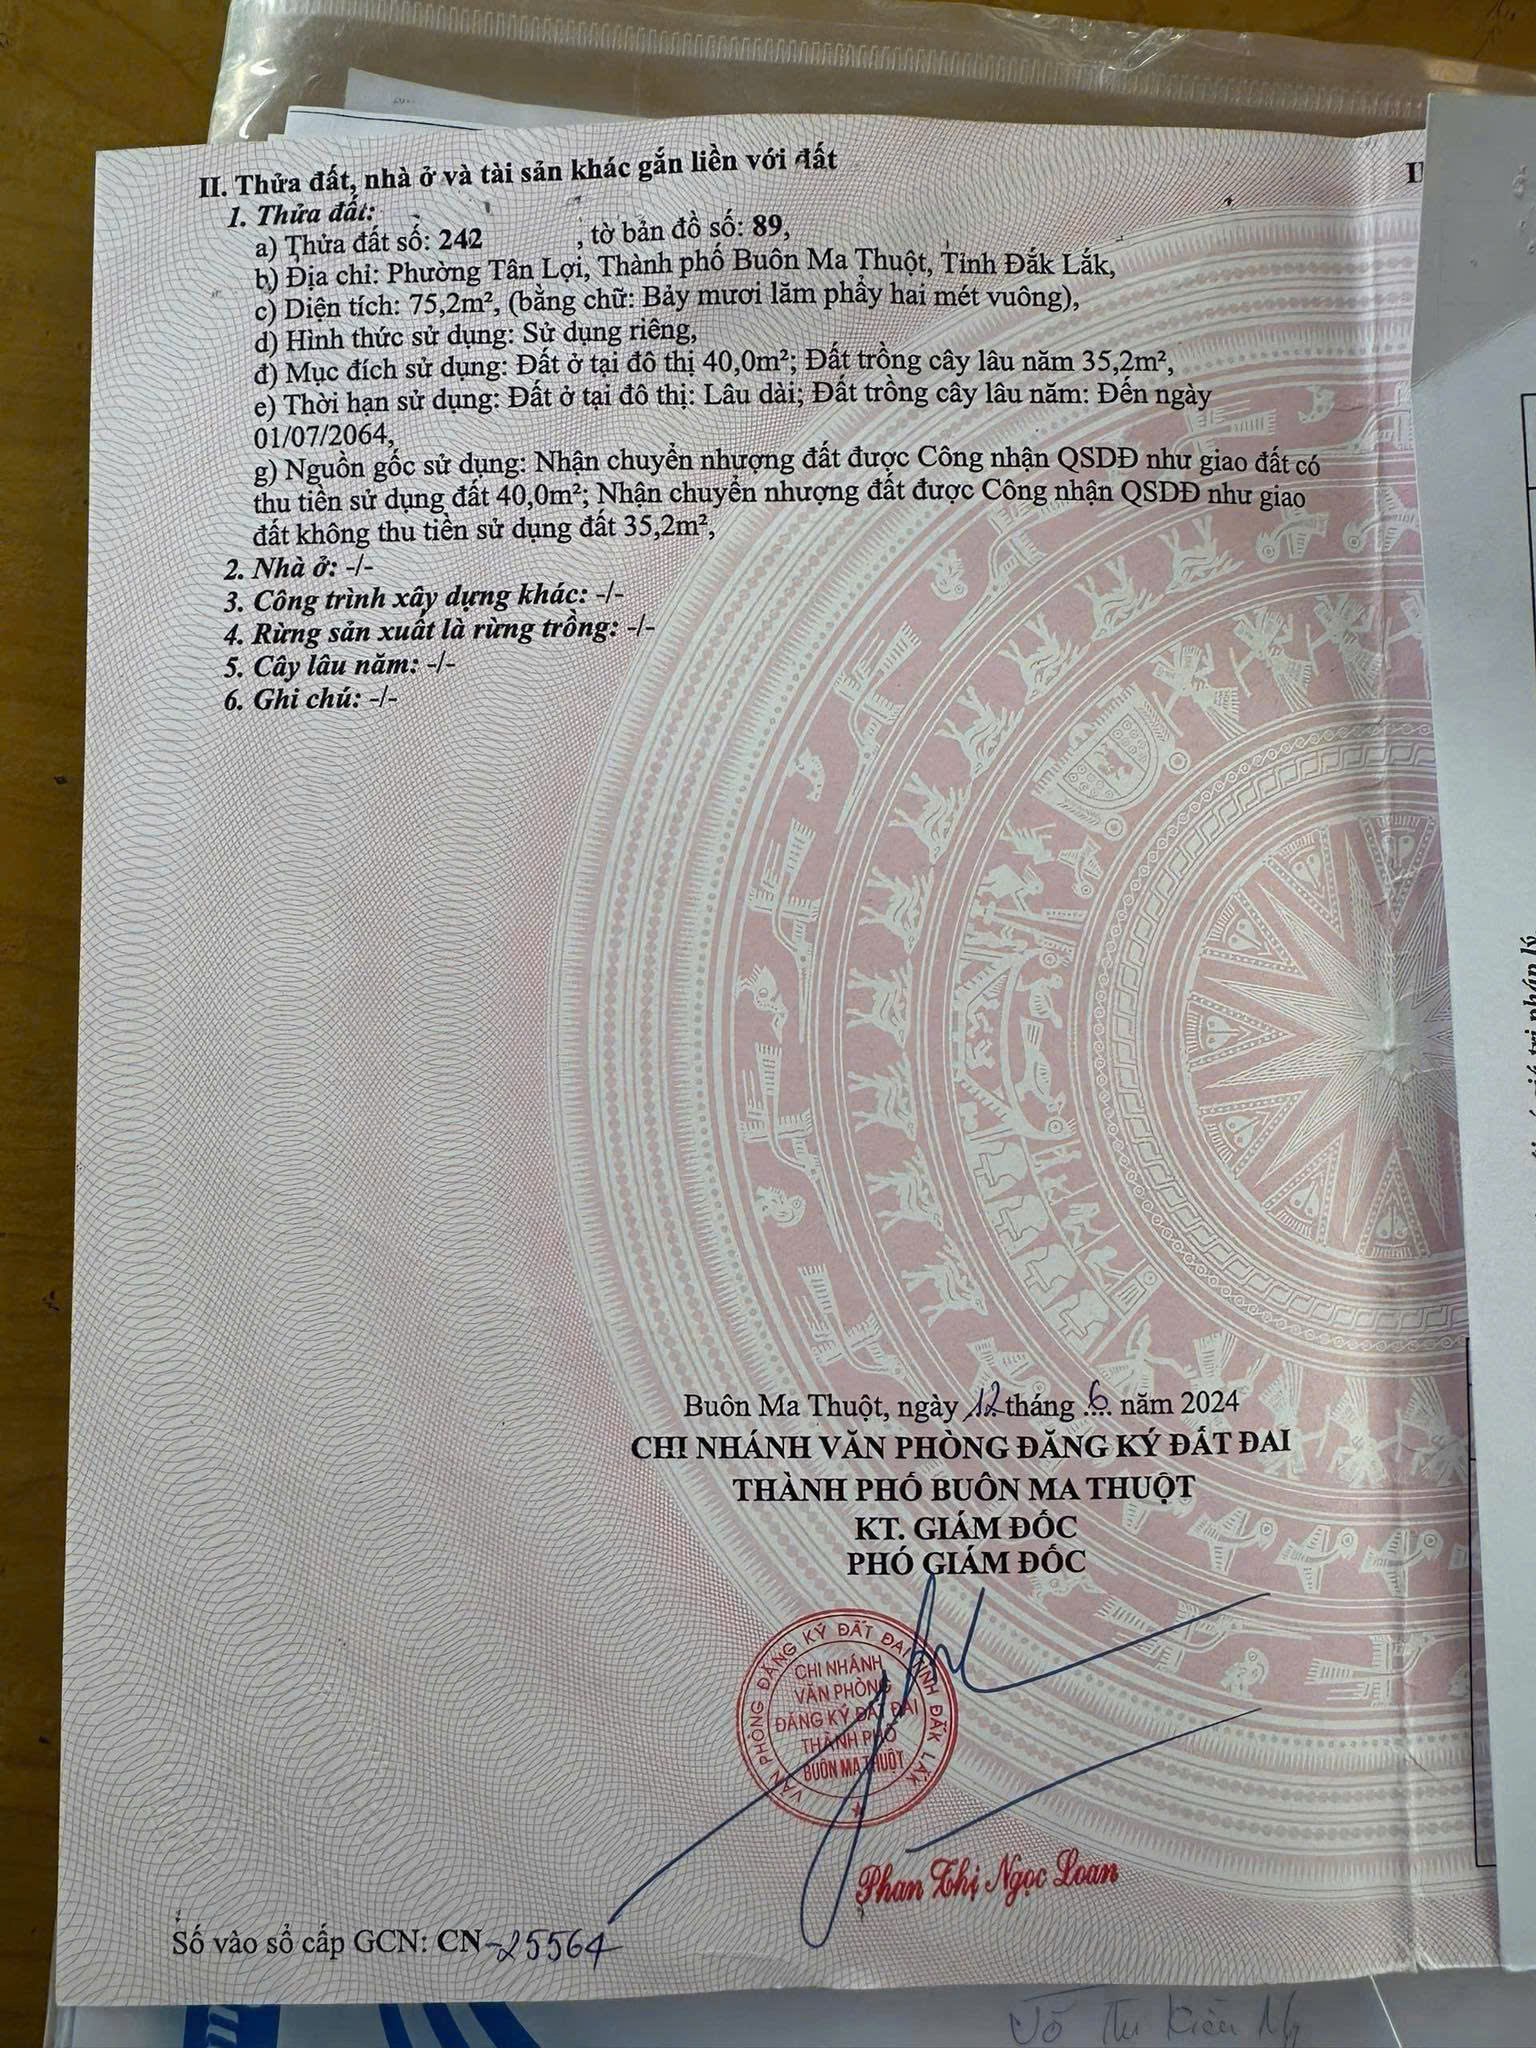 II. Thửa đất, nhà ở và tài sản khác gắn liền với đất
1. Thửa đất:
a) Thửa đất số: 242 , tờ bản đồ số: 89,
b) Địa chỉ: Phường Tân Lợi, Thành phố Buôn Ma Thuột, Tỉnh Đắk Lắk,
c) Diện tích: 75,2m², (bằng chữ: Bảy mươi lăm phẩy hai mét vuông),
d) Hình thức sử dụng: Sử dụng riêng,
đ) Mục đích sử dụng: Đất ở tại đô thị 40,0m²; Đất trồng cây lâu năm 35,2m²,
e) Thời hạn sử dụng: Đất ở tại đô thị: Lâu dài; Đất trồng cây lâu năm: Đến ngày
01/07/2064,
g) Nguồn gốc sử dụng: Nhận chuyển nhượng đất được Công nhận QSDĐ như giao đất có
thu tiền sử dụng đất 40,0m²; Nhận chuyển nhượng đất được Công nhận QSDĐ như giao
đất không thu tiền sử dụng đất 35,2m²,
2. Nhà ở: -/-
3. Công trình xây dựng khác: -/-
4. Rừng sản xuất là rừng trồng: -/-
5. Cây lâu năm: -/-
6. Ghi chú: -/-
Buôn Ma Thuột, ngày 12 tháng 6 năm 2024
CHI NHÁNH VĂN PHÒNG ĐĂNG KÝ ĐẤT ĐAI
THÀNH PHỐ BUÔN MA THUỘT
KT. GIÁM ĐỐC
PHÓ GIÁM ĐỐC
VĂN PHÒNG ĐĂNG KÝ ĐẤT ĐAI TỈNH ĐẮK LẮK
CHI NHÁNH
VĂN PHÒNG
ĐĂNG KÝ ĐẤT ĐAI
THÀNH PHỐ
BUÔN MA THUỘT
Phan Thị Ngọc Loan
Số vào sổ cấp GCN: CN-25564